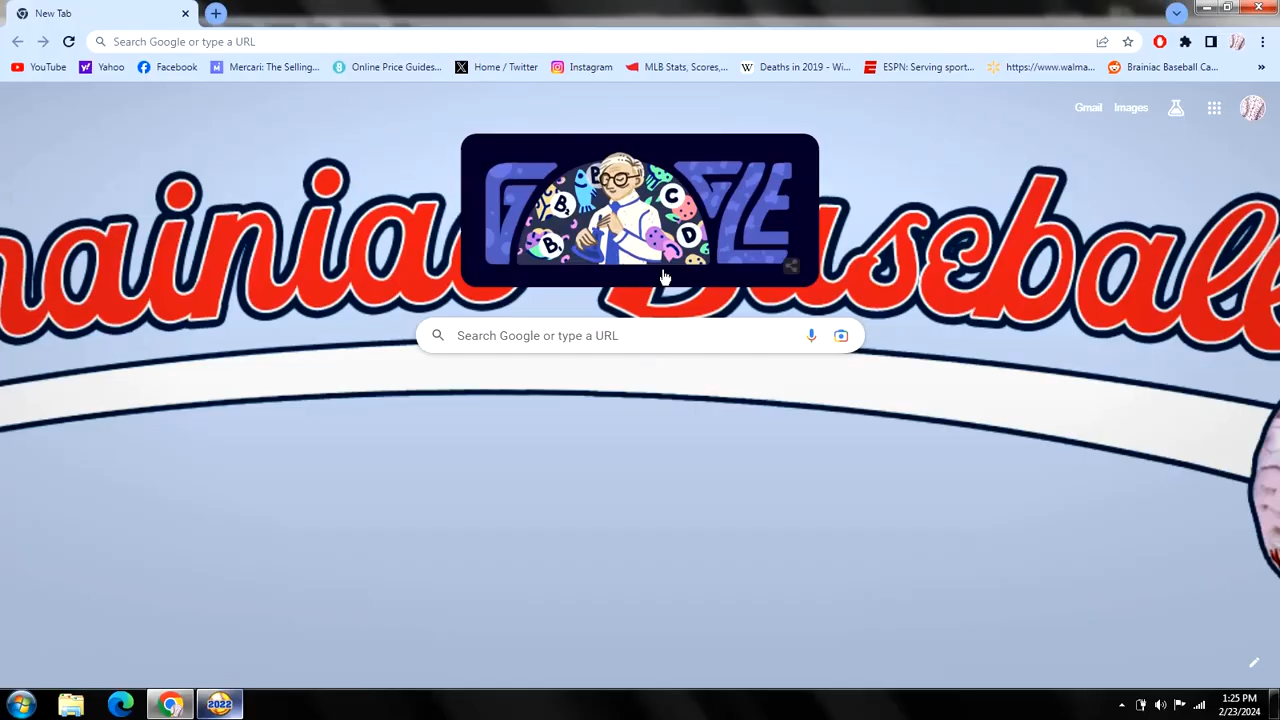 New Tab
Search Google or type a URL
YouTube Yahoo Facebook Mercari: The Selling... Online Price Guides... Home / Twitter Instagram MLB Stats, Scores,... Deaths in 2019 - Wi... ESPN: Serving sport... https://www.walma... Brainiac Baseball Ca... »
Gmail Images
GOOGLE
B B₂ B C D
rainiac Baseball
Search Google or type a URL
2022
1:25 PM
2/23/2024